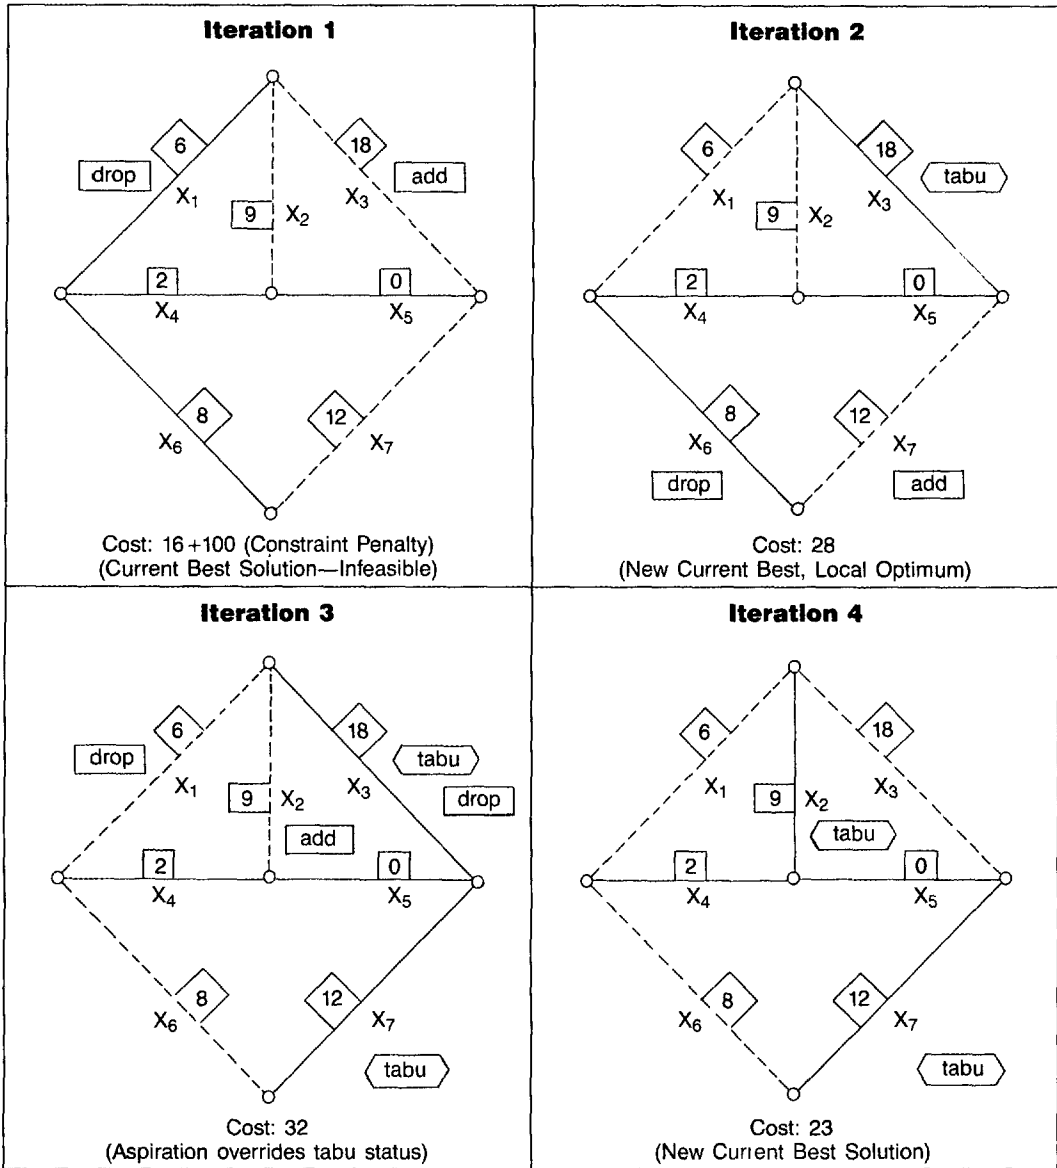 Iteration 1
6
18
drop
add
X1
X3
9
X2
2
0
X4
X5
8
12
X6
X7
Cost: 16+100 (Constraint Penalty)
(Current Best Solution—Infeasible)
Iteration 2
6
18
tabu
X1
X3
9
X2
2
0
X4
X5
8
12
X6
X7
drop
add
Cost: 28
(New Current Best, Local Optimum)
Iteration 3
6
18
drop
tabu
X1
X3
drop
9
X2
add
2
0
X4
X5
8
12
X6
X7
tabu
Cost: 32
(Aspiration overrides tabu status)
Iteration 4
6
18
X1
X3
9
X2
tabu
2
0
X4
X5
8
12
X6
X7
tabu
Cost: 23
(New Current Best Solution)